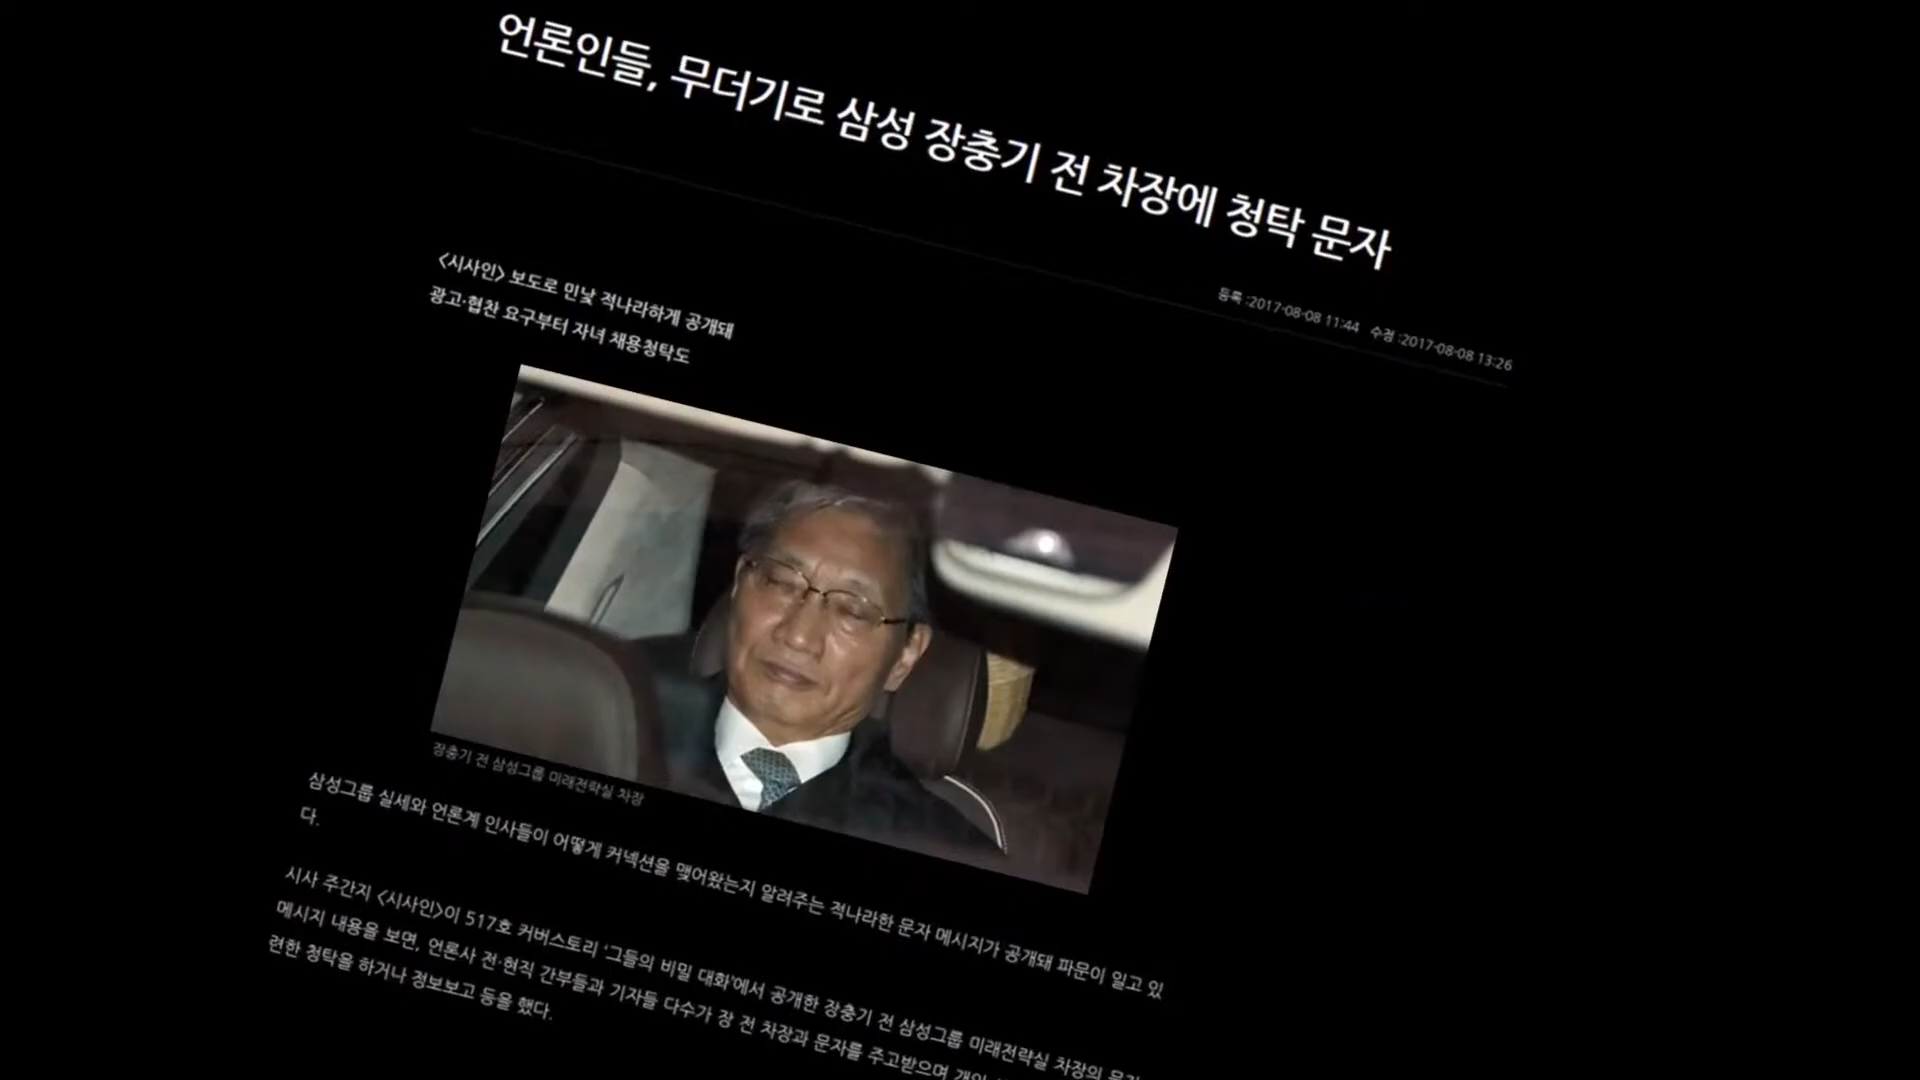 언론인들, 무더기로 삼성 장충기 전 차장에 청탁 문자
등록 :2017-08-08 11:44 수정 :2017-08-08 13:26
<시사인> 보도로 민낯 적나라하게 공개돼
광고·협찬 요구부터 자녀 채용청탁도
장충기 전 삼성그룹 미래전략실 차장
삼성그룹 실세와 언론계 인사들이 어떻게 커넥션을 맺어왔는지 알려주는 적나라한 문자 메시지가 공개돼 파문이 일고 있
다.
시사 주간지 <시사인>이 517호 커버스토리 '그들의 비밀 대화'에서 공개한 장충기 전 삼성그룹 미래전략실 차장의
메시지 내용을 보면, 언론사 전·현직 간부들과 기자들 다수가 장 전 차장과 문자를 주고받으며
련한 청탁을 하거나 정보보고 등을 했다.